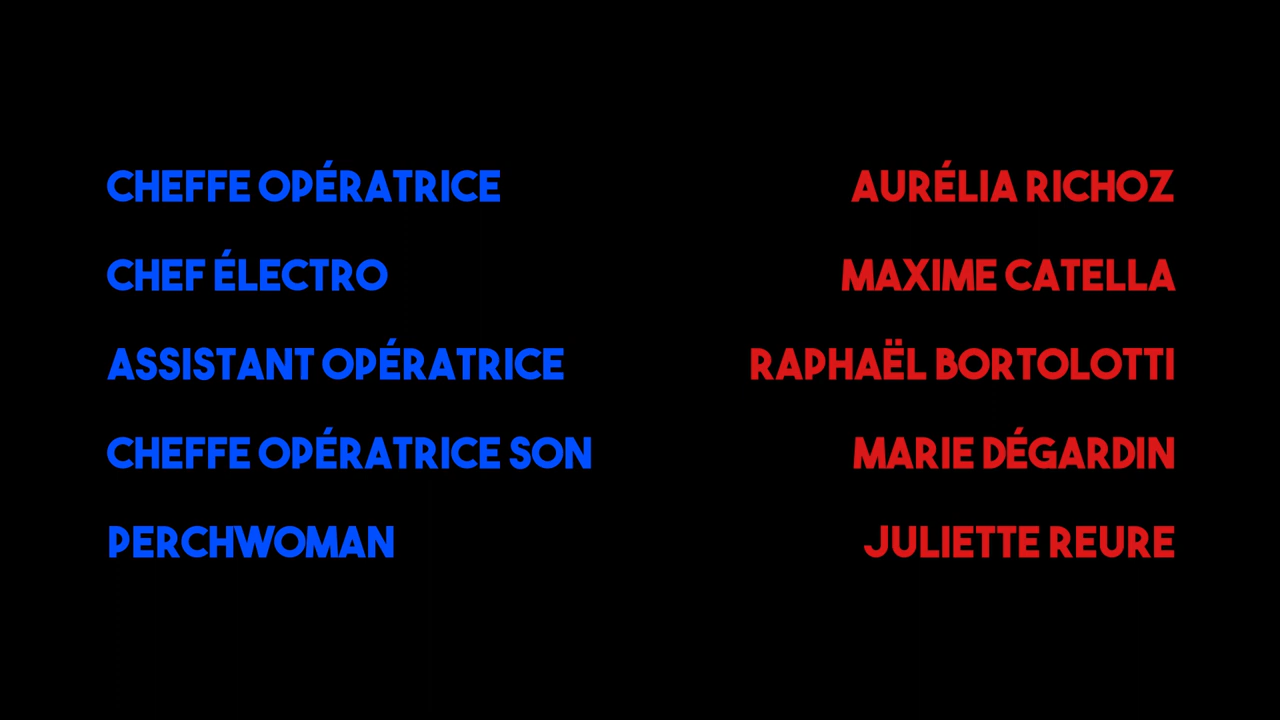 CHEFFE OPÉRATRICE AURÉLIA RICHOZ
CHEF ÉLECTRO MAXIME CATELLA
ASSISTANT OPÉRATRICE RAPHAËL BORTOLOTTI
CHEFFE OPÉRATRICE SON MARIE DÉGARDIN
PERCHWOMAN JULIETTE REURE